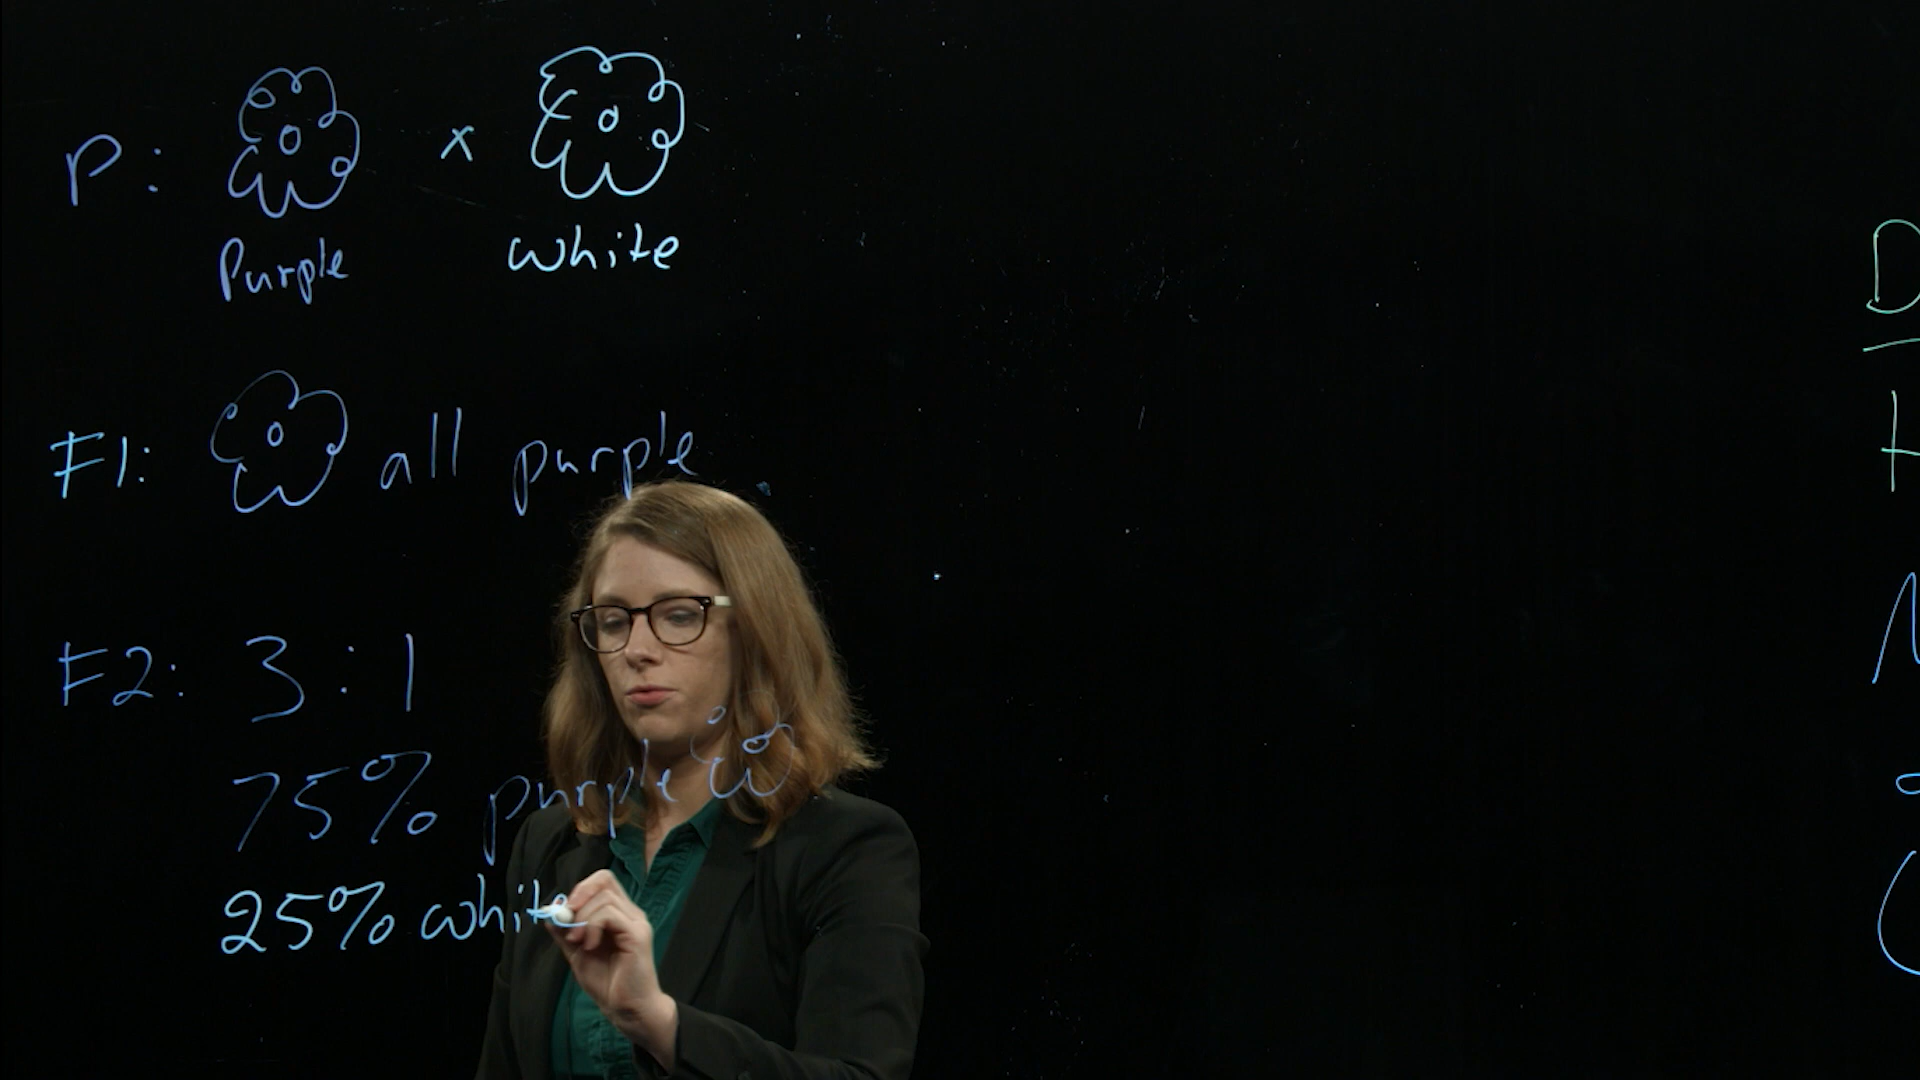 P: x
Purple White
F1: all purple
F2: 3 : 1
75% purple
25% white
D
H